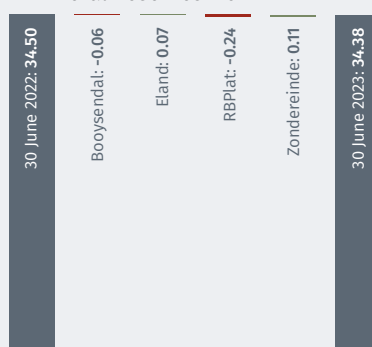 30 June 2022: 34.50
Booysendal: -0.06
Eland: 0.07
RBPlat: -0.24
Zondereinde: 0.11
30 June 2023: 34.38